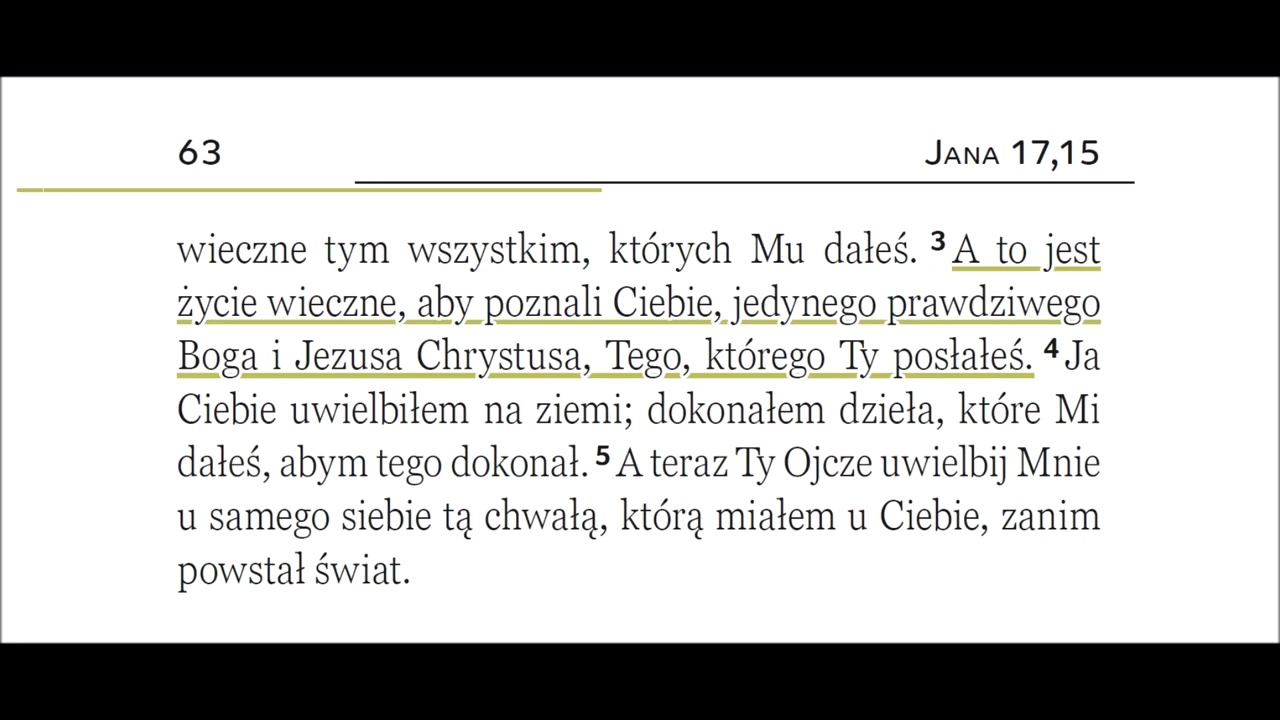 63 Jana 17,15
wieczne tym wszystkim, których Mu dałeś. 3 A to jest
życie wieczne, aby poznali Ciebie, jedynego prawdziwego
Boga i Jezusa Chrystusa, Tego, którego Ty posłałeś. 4 Ja
Ciebie uwielbiłem na ziemi; dokonałem dzieła, które Mi
dałeś, abym tego dokonał. 5 A teraz Ty Ojcze uwielbij Mnie
u samego siebie tą chwałą, którą miałem u Ciebie, zanim
powstał świat.